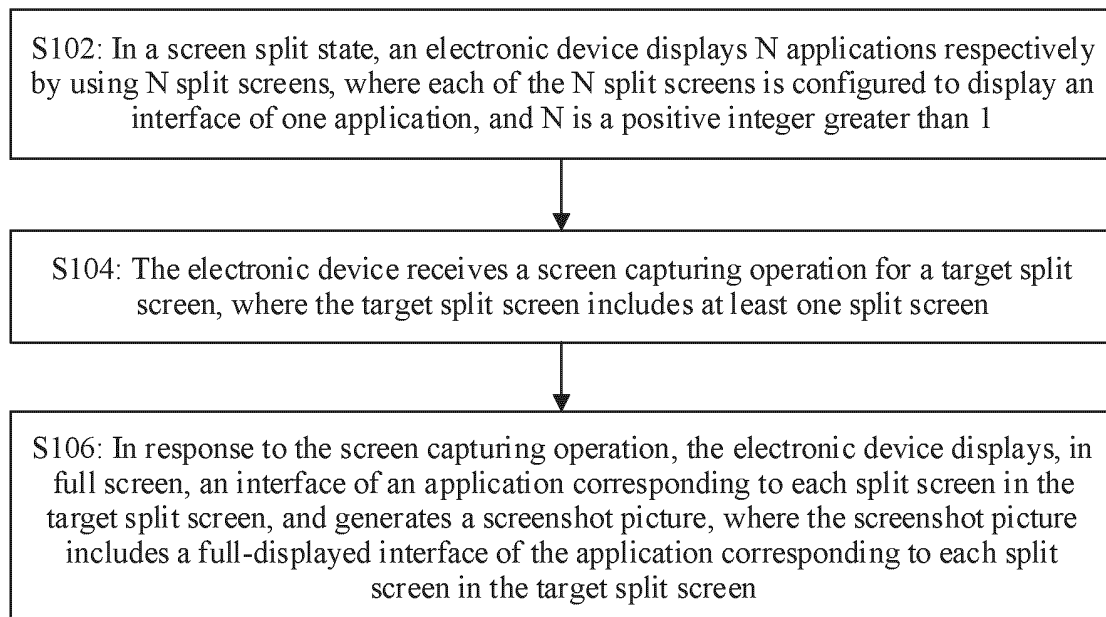 S102: In a screen split state, an electronic device displays N applications respectively
by using N split screens, where each of the N split screens is configured to display an
interface of one application, and N is a positive integer greater than 1
S104: The electronic device receives a screen capturing operation for a target split
screen, where the target split screen includes at least one split screen
S106: In response to the screen capturing operation, the electronic device displays, in
full screen, an interface of an application corresponding to each split screen in the
target split screen, and generates a screenshot picture, where the screenshot picture
includes a full-displayed interface of the application corresponding to each split
screen in the target split screen